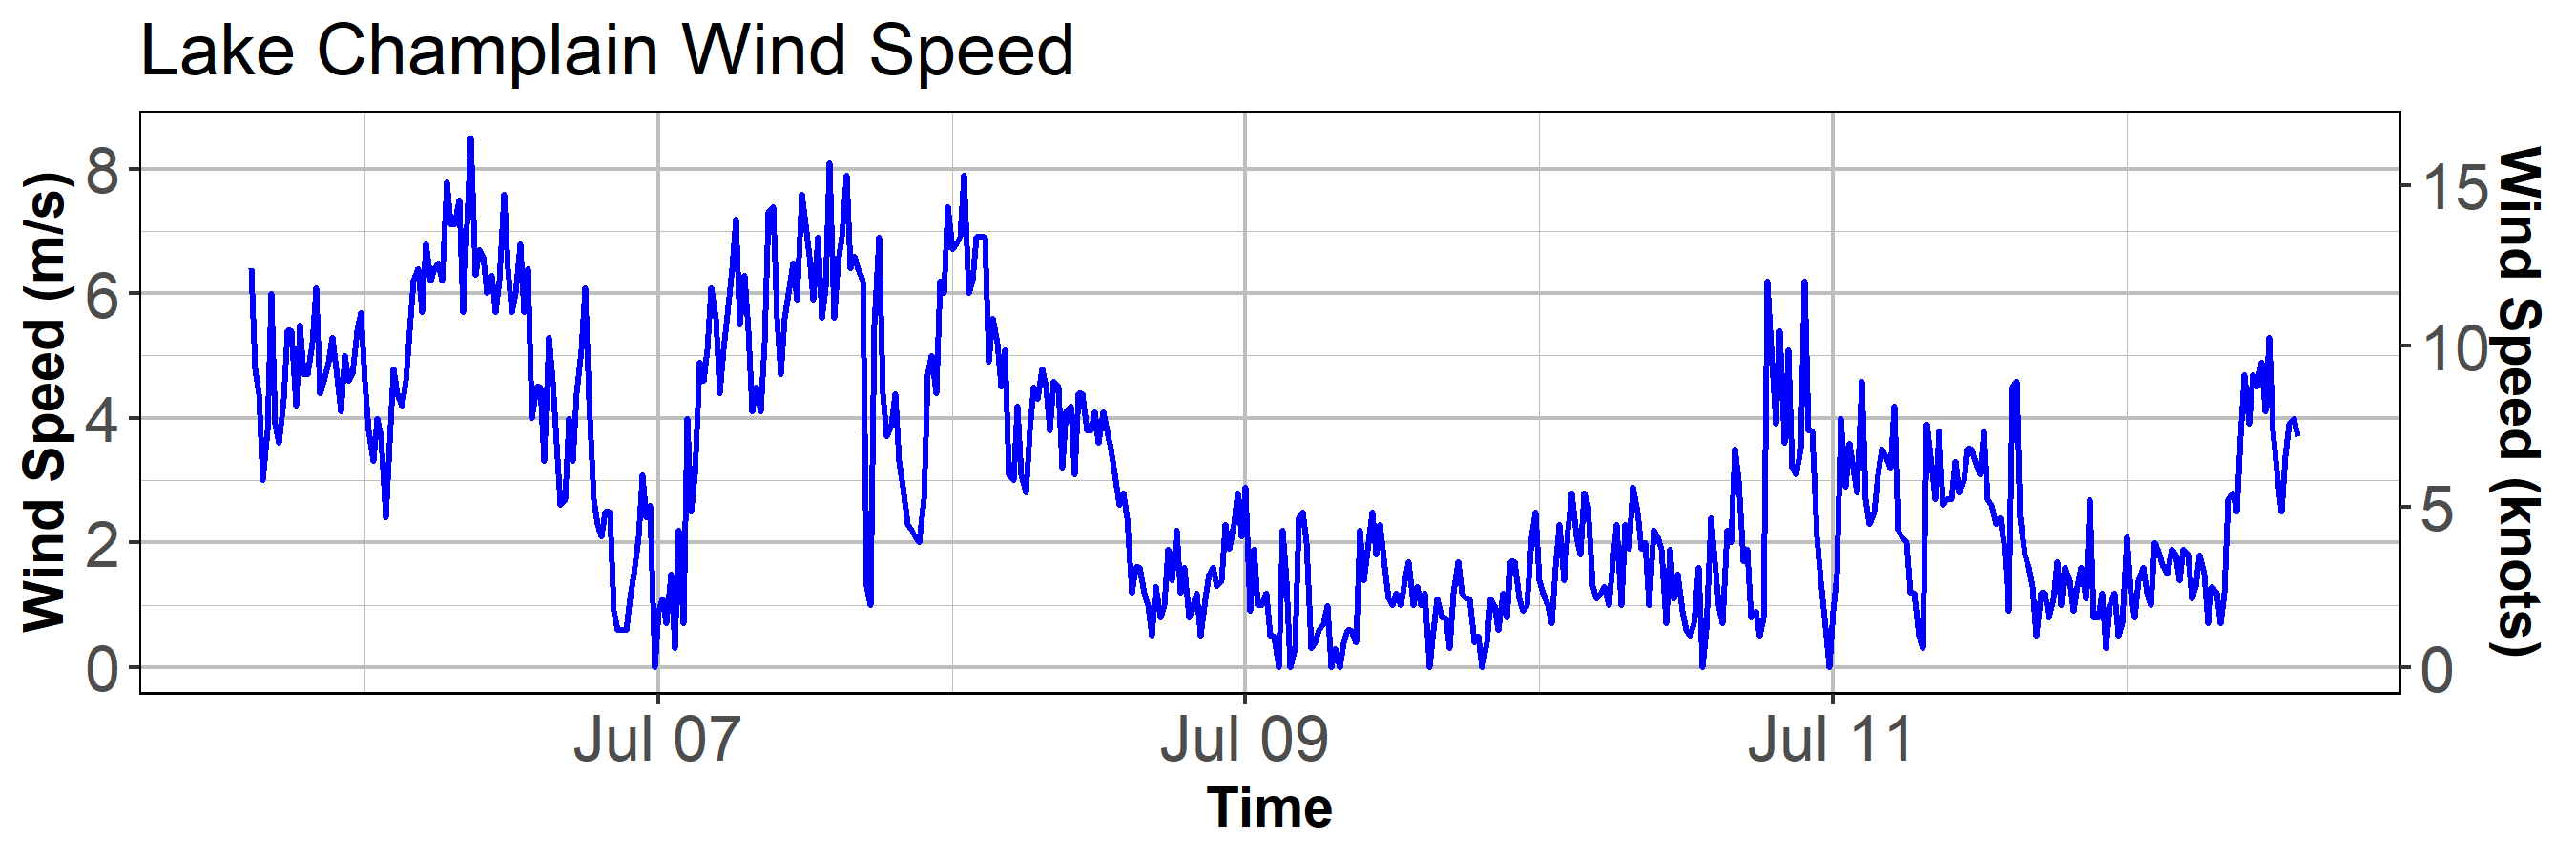 Lake Champlain Wind Speed
Wind Speed (m/s)
8
6
4
2
0
15
10
5
0
Wind Speed (knots)
Jul 07
Jul 09
Jul 11
Time